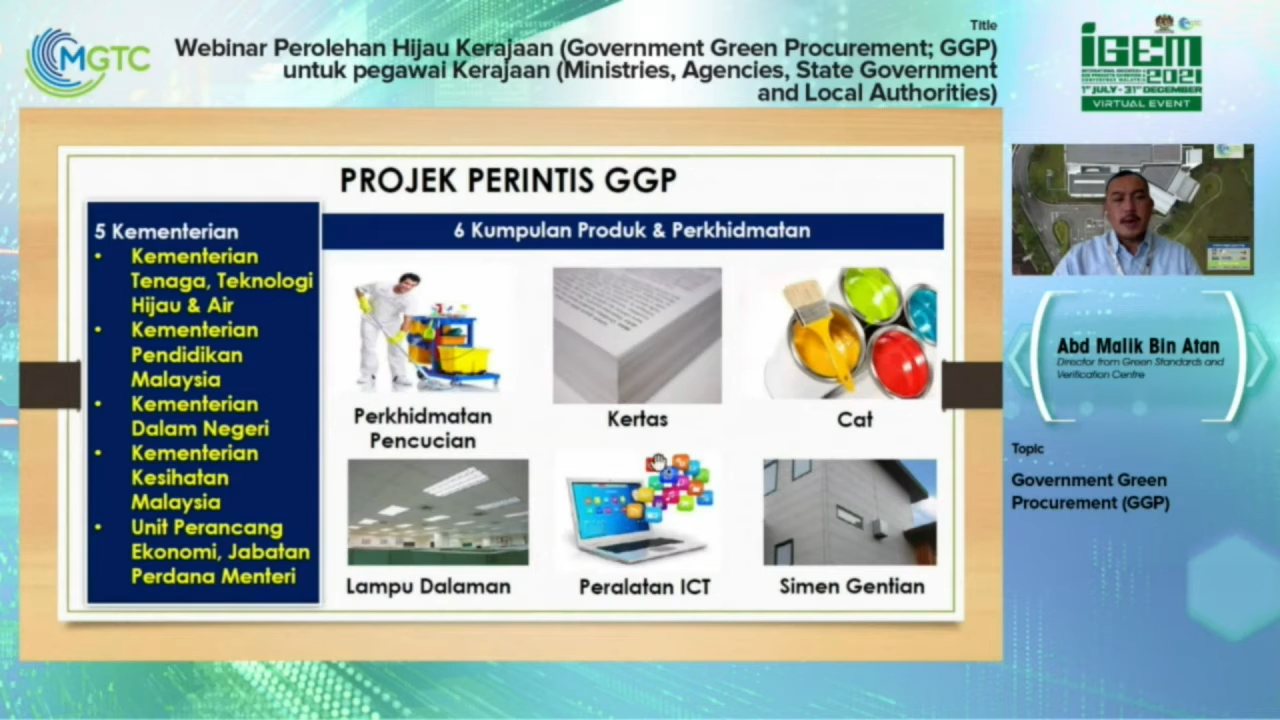 MGTC
Title
Webinar Perolehan Hijau Kerajaan (Government Green Procurement; GGP)
untuk pegawai Kerajaan (Ministries, Agencies, State Government
and Local Authorities)
iGEM
2021
1ST JULY - 31ST DECEMBER
VIRTUAL EVENT
PROJEK PERINTIS GGP
5 Kementerian
• Kementerian
Tenaga, Teknologi
Hijau & Air
• Kementerian
Pendidikan
Malaysia
• Kementerian
Dalam Negeri
• Kementerian
Kesihatan
Malaysia
• Unit Perancang
Ekonomi, Jabatan
Perdana Menteri
6 Kumpulan Produk & Perkhidmatan
Perkhidmatan
Pencucian
Kertas
Cat
Lampu Dalaman
Peralatan ICT
Simen Gentian
Abd Malik Bin Atan
Director from Green Standards and
Verification Centre
Topic
Government Green
Procurement (GGP)